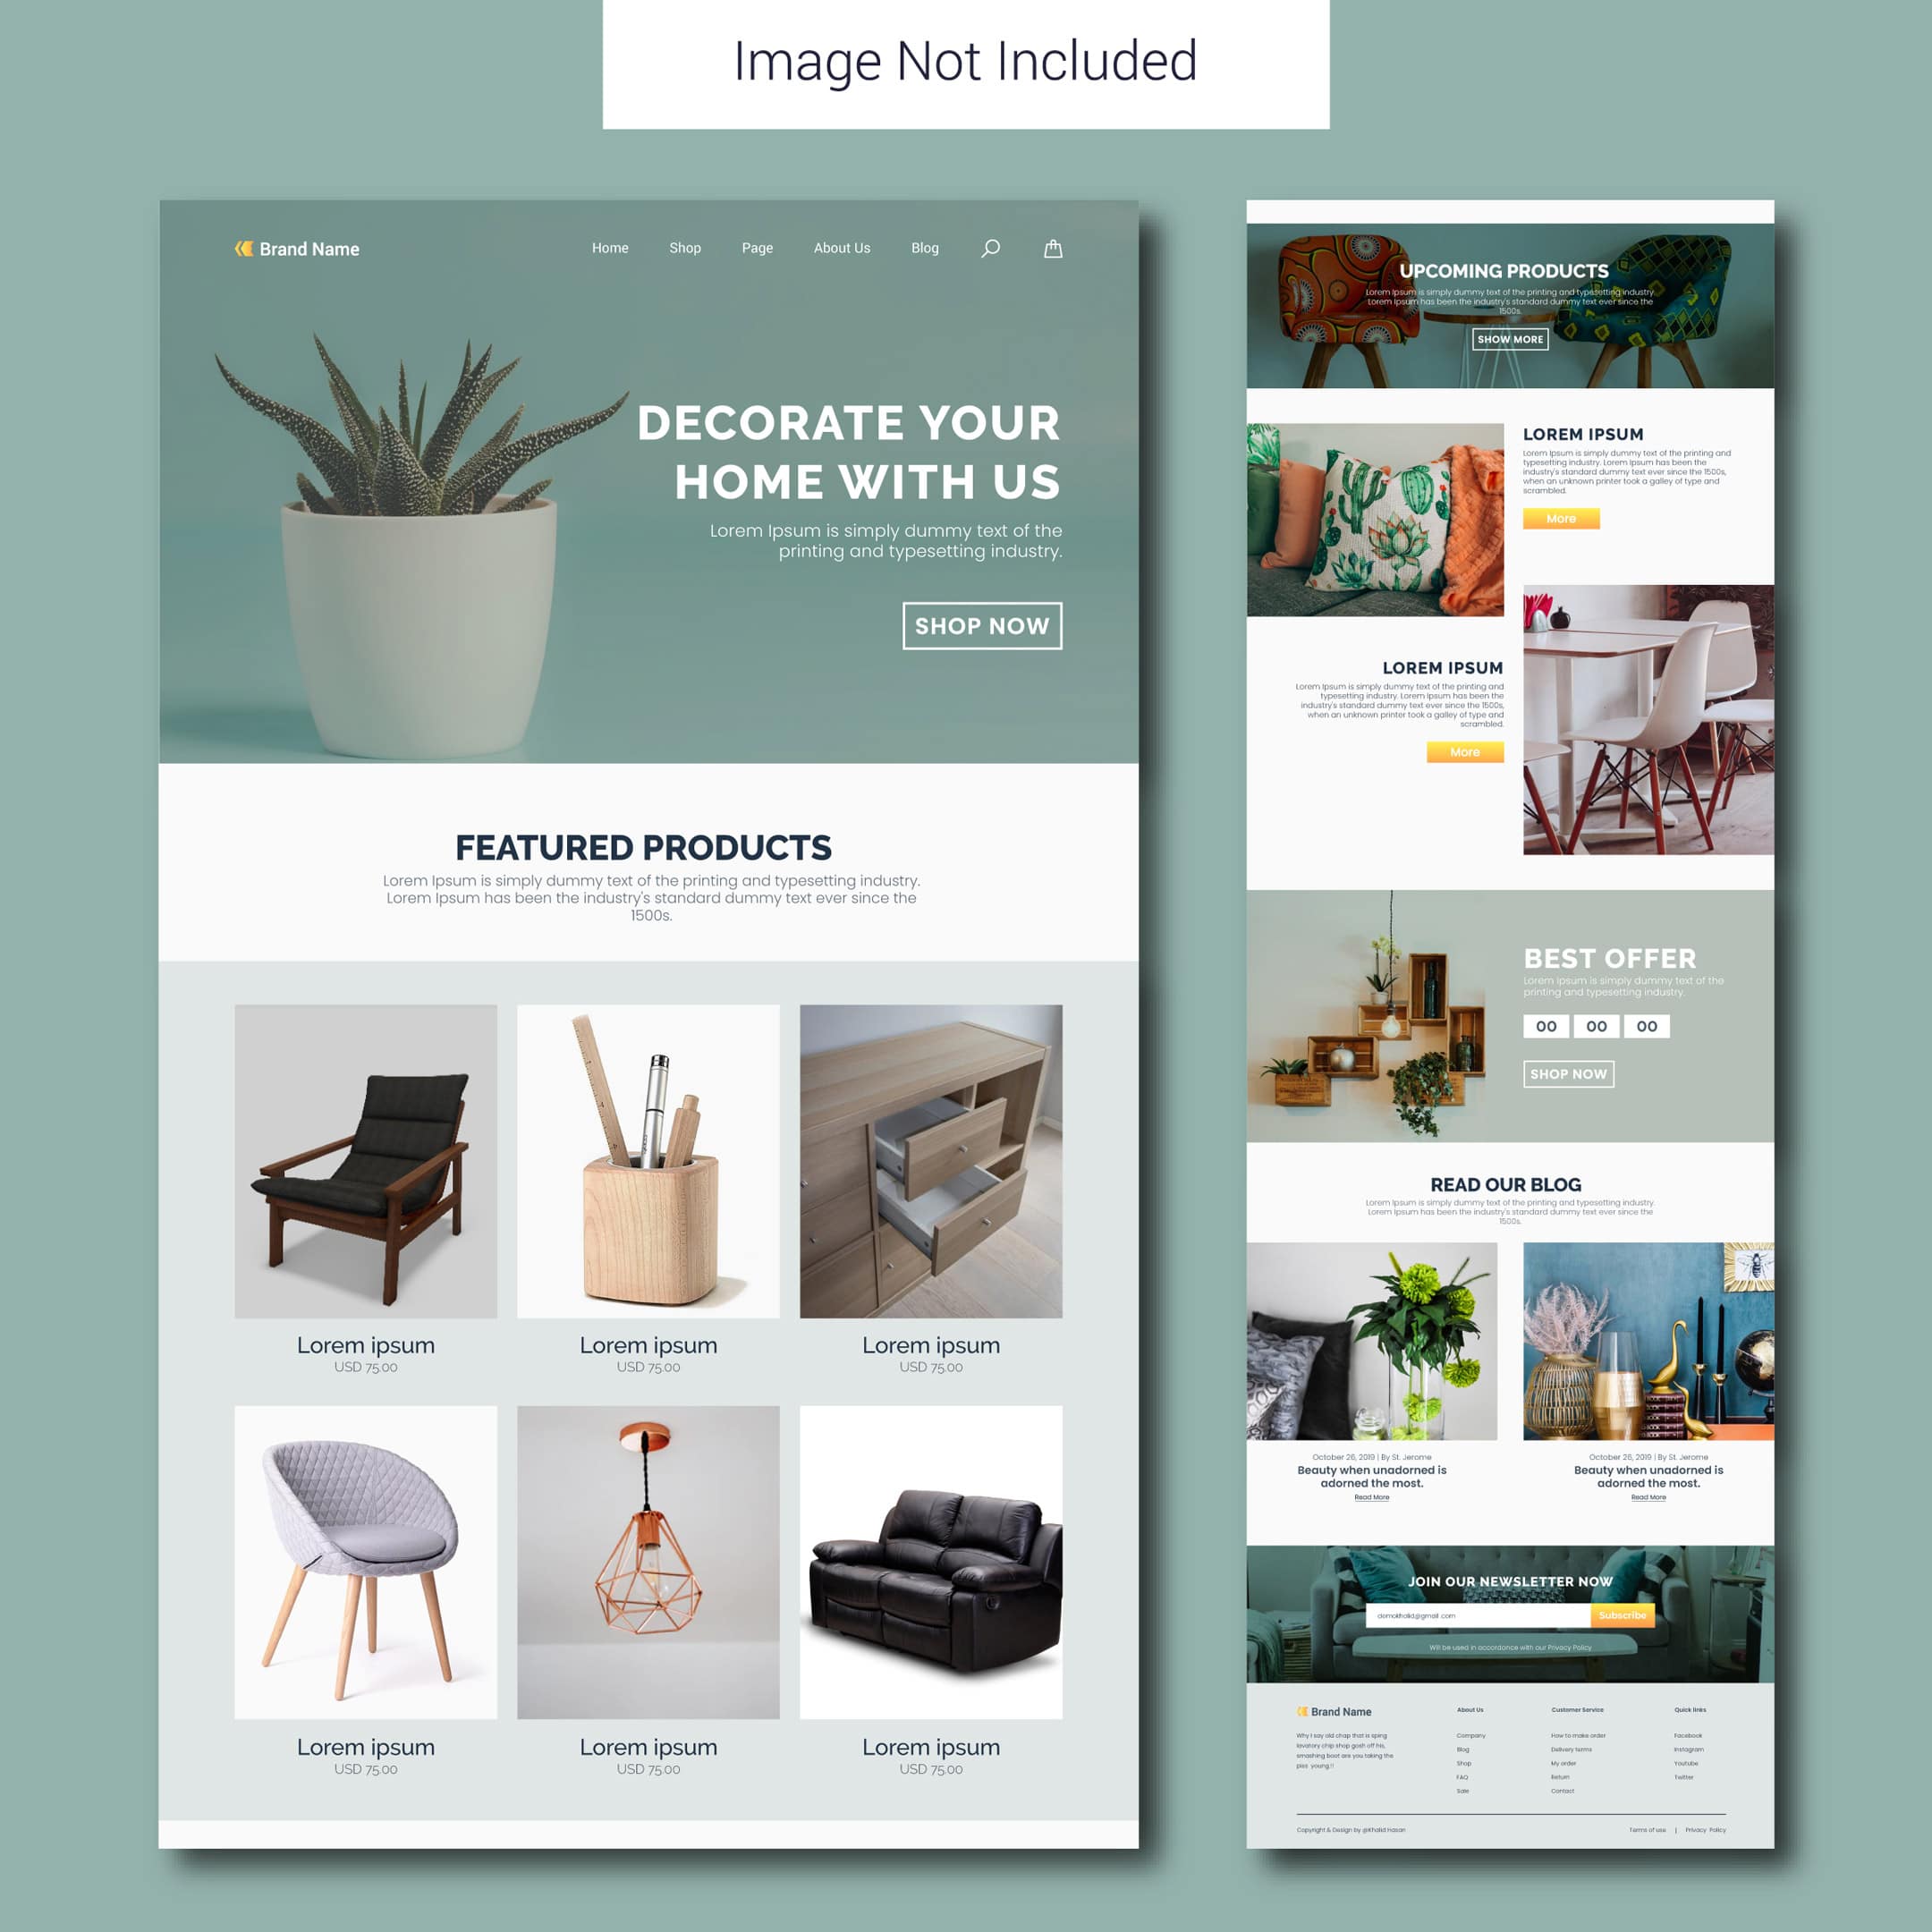 Image Not Included
Brand Name
Home Shop Page About Us Blog
DECORATE YOUR
HOME WITH US
Lorem Ipsum is simply dummy text of the
printing and typesetting industry.
SHOP NOW
FEATURED PRODUCTS
Lorem Ipsum is simply dummy text of the printing and typesetting industry.
Lorem Ipsum has been the industry's standard dummy text ever since the
1500s.
Lorem ipsum Lorem ipsum Lorem ipsum
USD 75.00 USD 75.00 USD 75.00
Lorem ipsum Lorem ipsum Lorem ipsum
USD 75.00 USD 75.00 USD 75.00
UPCOMING PRODUCTS
Lorem Ipsum is simply dummy text of the printing and typesetting industry.
Lorem Ipsum has been the industry's standard dummy text ever since the
1500s.
SHOW MORE
LOREM IPSUM
Lorem Ipsum is simply dummy text of the printing and
typesetting industry. Lorem Ipsum has been the
industry's standard dummy text ever since the 1500s,
when an unknown printer took a galley of type and
scrambled.
More
LOREM IPSUM
Lorem Ipsum is simply dummy text of the printing and
typesetting industry. Lorem Ipsum has been the
industry's standard dummy text ever since the 1500s,
when an unknown printer took a galley of type and
scrambled.
More
BEST OFFER
Lorem Ipsum is simply dummy text of the
printing and typesetting industry.
00 00 00
SHOP NOW
READ OUR BLOG
Lorem Ipsum is simply dummy text of the printing and typesetting industry.
Lorem Ipsum has been the industry's standard dummy text ever since the
1500s.
October 26, 2019 | By St. Jerome
Beauty when unadorned is
adorned the most.
Read More
October 26, 2019 | By St. Jerome
Beauty when unadorned is
adorned the most.
Read More
JOIN OUR NEWSLETTER NOW
demokhalid@gmail.com Subscribe
Will be used in accordance with our Privacy Policy
Brand Name
Why I say old chap that is sping
lavatory chip shop gosh off his,
smashing boot are you taking the
piss young.!!
About Us
Company
Blog
Shop
FAQ
Sale
Customer Service
How to make order
Delivery terms
My order
Return
Contact
Quick links
Facebook
Instagram
Youtube
Twitter
Copyright & Design by @Khalid Hasan
Terms of use | Privacy Policy